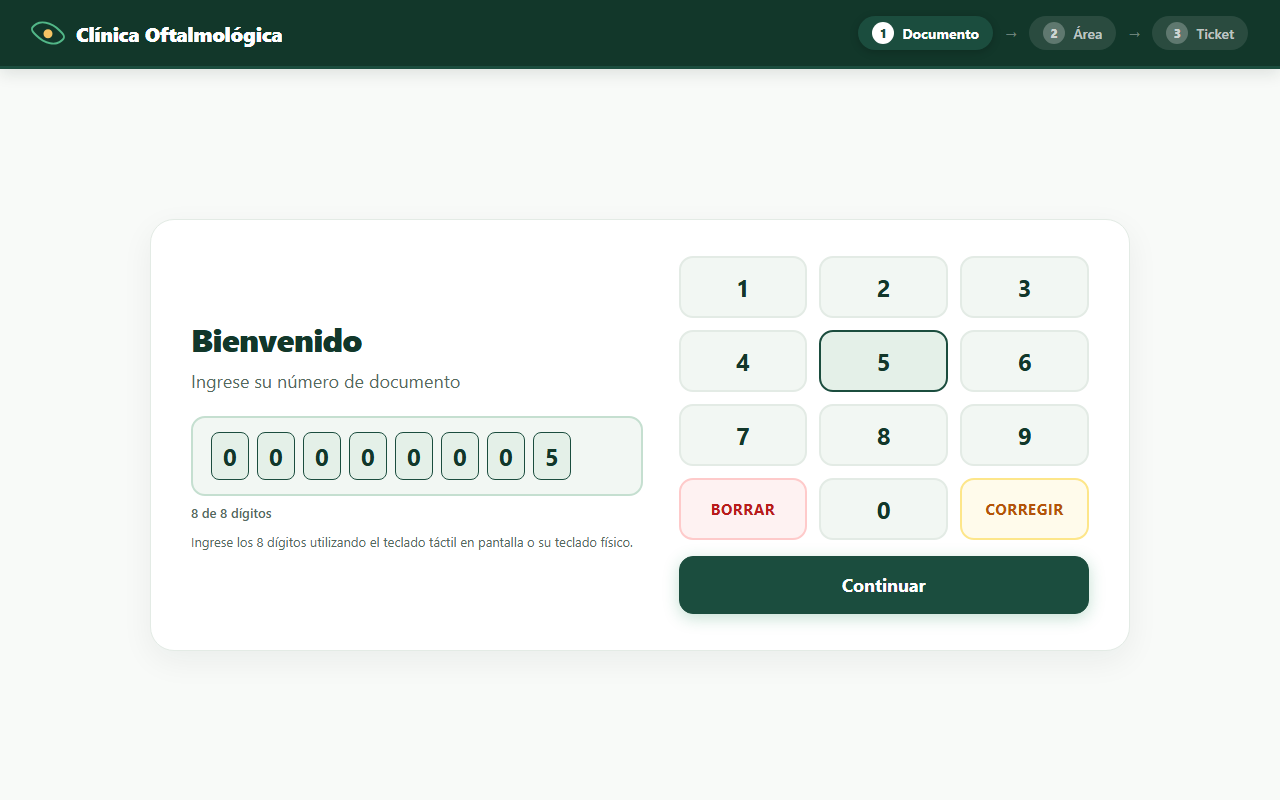 Clínica Oftalmológica
1 Documento → 2 Área → 3 Ticket
Bienvenido
Ingrese su número de documento
0 0 0 0 0 0 0 5
8 de 8 dígitos
Ingrese los 8 dígitos utilizando el teclado táctil en pantalla o su teclado físico.
1 2 3
4 5 6
7 8 9
BORRAR 0 CORREGIR
Continuar